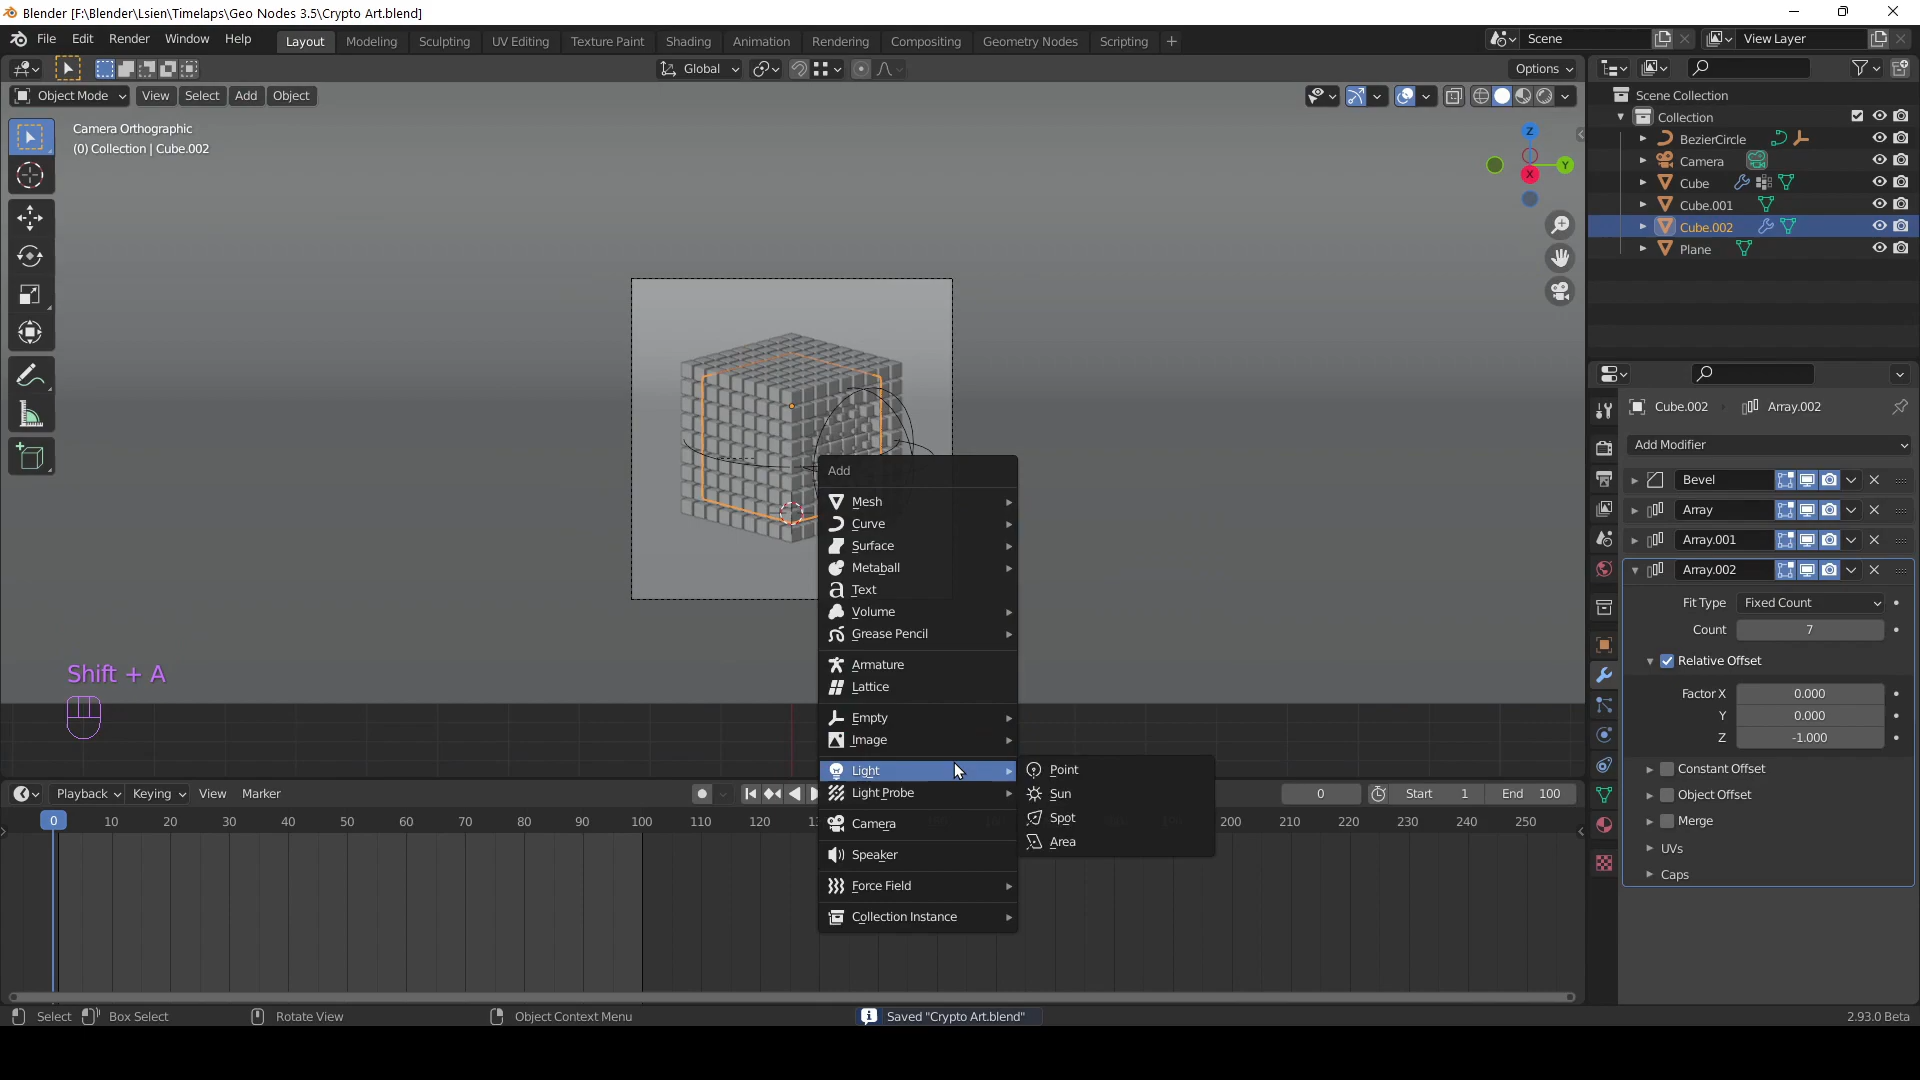 Blender [F:\Blender\Lsien\Timelaps\Geo Nodes 3.5\Crypto Art.blend]
File Edit Render Window Help Layout Modeling Sculpting UV Editing Texture Paint Shading Animation Rendering Compositing Geometry Nodes Scripting + Scene View Layer
Global Options
Object Mode View Select Add Object
Camera Orthographic
(0) Collection | Cube.002
Z
Y
X
Scene Collection
Collection
BezierCircle
Camera
Cube
Cube.001
Cube.002
Plane
Cube.002 Array.002
Add Modifier
Bevel
Array
Array.001
Array.002
Fit Type Fixed Count
Count 7
Relative Offset
Factor X 0.000
Y 0.000
Z -1.000
Constant Offset
Object Offset
Merge
UVs
Caps
Add
Mesh
Curve
Surface
Metaball
Text
Volume
Grease Pencil
Armature
Lattice
Empty
Image
Light
Light Probe
Camera
Speaker
Force Field
Collection Instance
Point
Sun
Spot
Area
Shift + A
Playback Keying View Marker 0 Start 1 End 100
0 10 20 30 40 50 60 70 80 90 100 110 120 200 210 220 230 240 250
Select Box Select Rotate View Object Context Menu Saved "Crypto Art.blend" 2.93.0 Beta